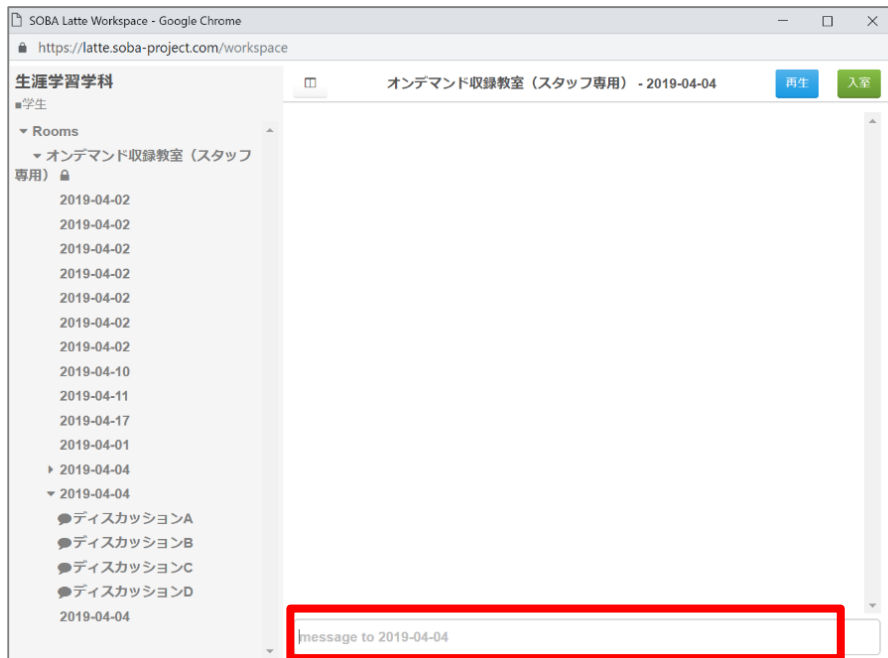 SOBA Latte Workspace - Google Chrome
https://latte.soba-project.com/workspace
生涯学習学科
■学生
オンデマンド収録教室（スタッフ専用） - 2019-04-04
再生
入室
Rooms
オンデマンド収録教室（スタッフ
専用）
2019-04-02
2019-04-02
2019-04-02
2019-04-02
2019-04-02
2019-04-02
2019-04-02
2019-04-10
2019-04-11
2019-04-17
2019-04-01
2019-04-04
2019-04-04
ディスカッションA
ディスカッションB
ディスカッションC
ディスカッションD
2019-04-04
message to 2019-04-04